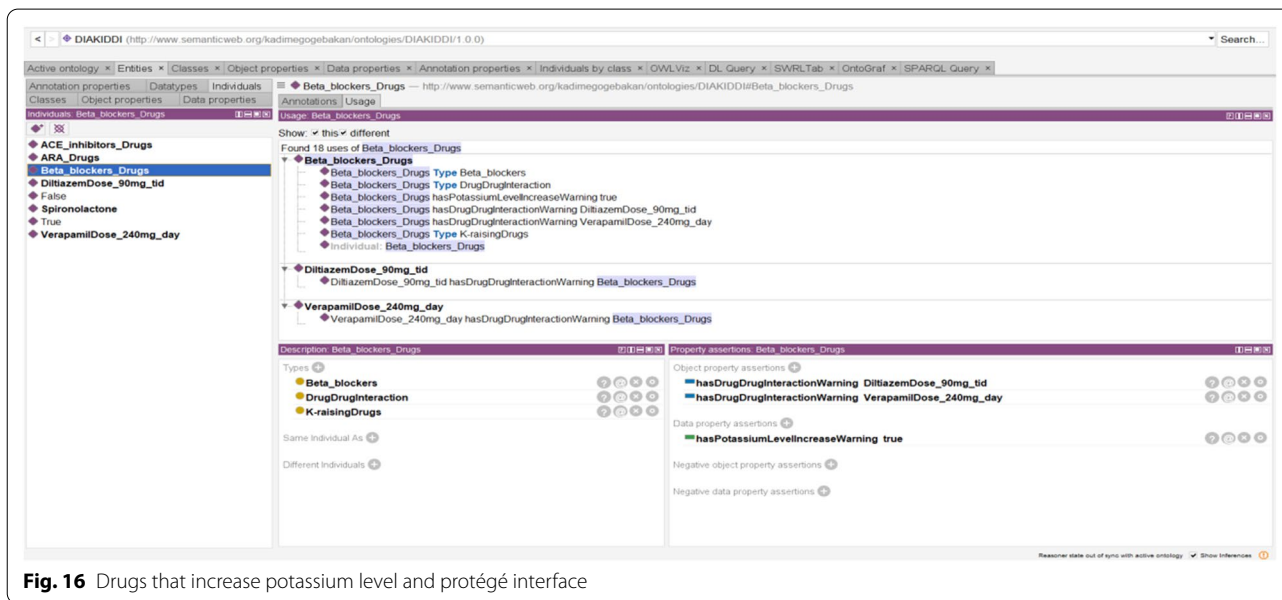 < > DIAKIDDI (http://www.semanticweb.org/kadimegogebakan/ontologies/DIAKIDDI/1.0.0) Search...
Active ontology × Entities × Classes × Object properties × Data properties × Annotation properties × Individuals by class × OWLViz × DL Query × SWRLTab × OntoGraf × SPARQL Query ×
Annotation properties Datatypes Individuals
Classes Object properties Data properties
Individuals: Beta_blockers_Drugs
ACE_inhibitors_Drugs
ARA_Drugs
Beta_blockers_Drugs
DiltiazemDose_90mg_tid
False
Spironolactone
True
VerapamilDose_240mg_day
Beta_blockers_Drugs — http://www.semanticweb.org/kadimegogebakan/ontologies/DIAKIDDI#Beta_blockers_Drugs
Annotations Usage
Usage: Beta_blockers_Drugs
Show: this different
Found 18 uses of Beta_blockers_Drugs
Beta_blockers_Drugs
Beta_blockers_Drugs Type Beta_blockers
Beta_blockers_Drugs Type DrugDrugInteraction
Beta_blockers_Drugs hasPotassiumLevelIncreaseWarning true
Beta_blockers_Drugs hasDrugDrugInteractionWarning DiltiazemDose_90mg_tid
Beta_blockers_Drugs hasDrugDrugInteractionWarning VerapamilDose_240mg_day
Beta_blockers_Drugs Type K-raisingDrugs
Individual: Beta_blockers_Drugs
DiltiazemDose_90mg_tid
DiltiazemDose_90mg_tid hasDrugDrugInteractionWarning Beta_blockers_Drugs
VerapamilDose_240mg_day
VerapamilDose_240mg_day hasDrugDrugInteractionWarning Beta_blockers_Drugs
Description: Beta_blockers_Drugs
Types
Beta_blockers
DrugDrugInteraction
K-raisingDrugs
Same Individual As
Different Individuals
Property assertions: Beta_blockers_Drugs
Object property assertions
hasDrugDrugInteractionWarning DiltiazemDose_90mg_tid
hasDrugDrugInteractionWarning VerapamilDose_240mg_day
Data property assertions
hasPotassiumLevelIncreaseWarning true
Negative object property assertions
Negative data property assertions
Reasoner state out of sync with active ontology Show Inferences
Fig. 16 Drugs that increase potassium level and protégé interface